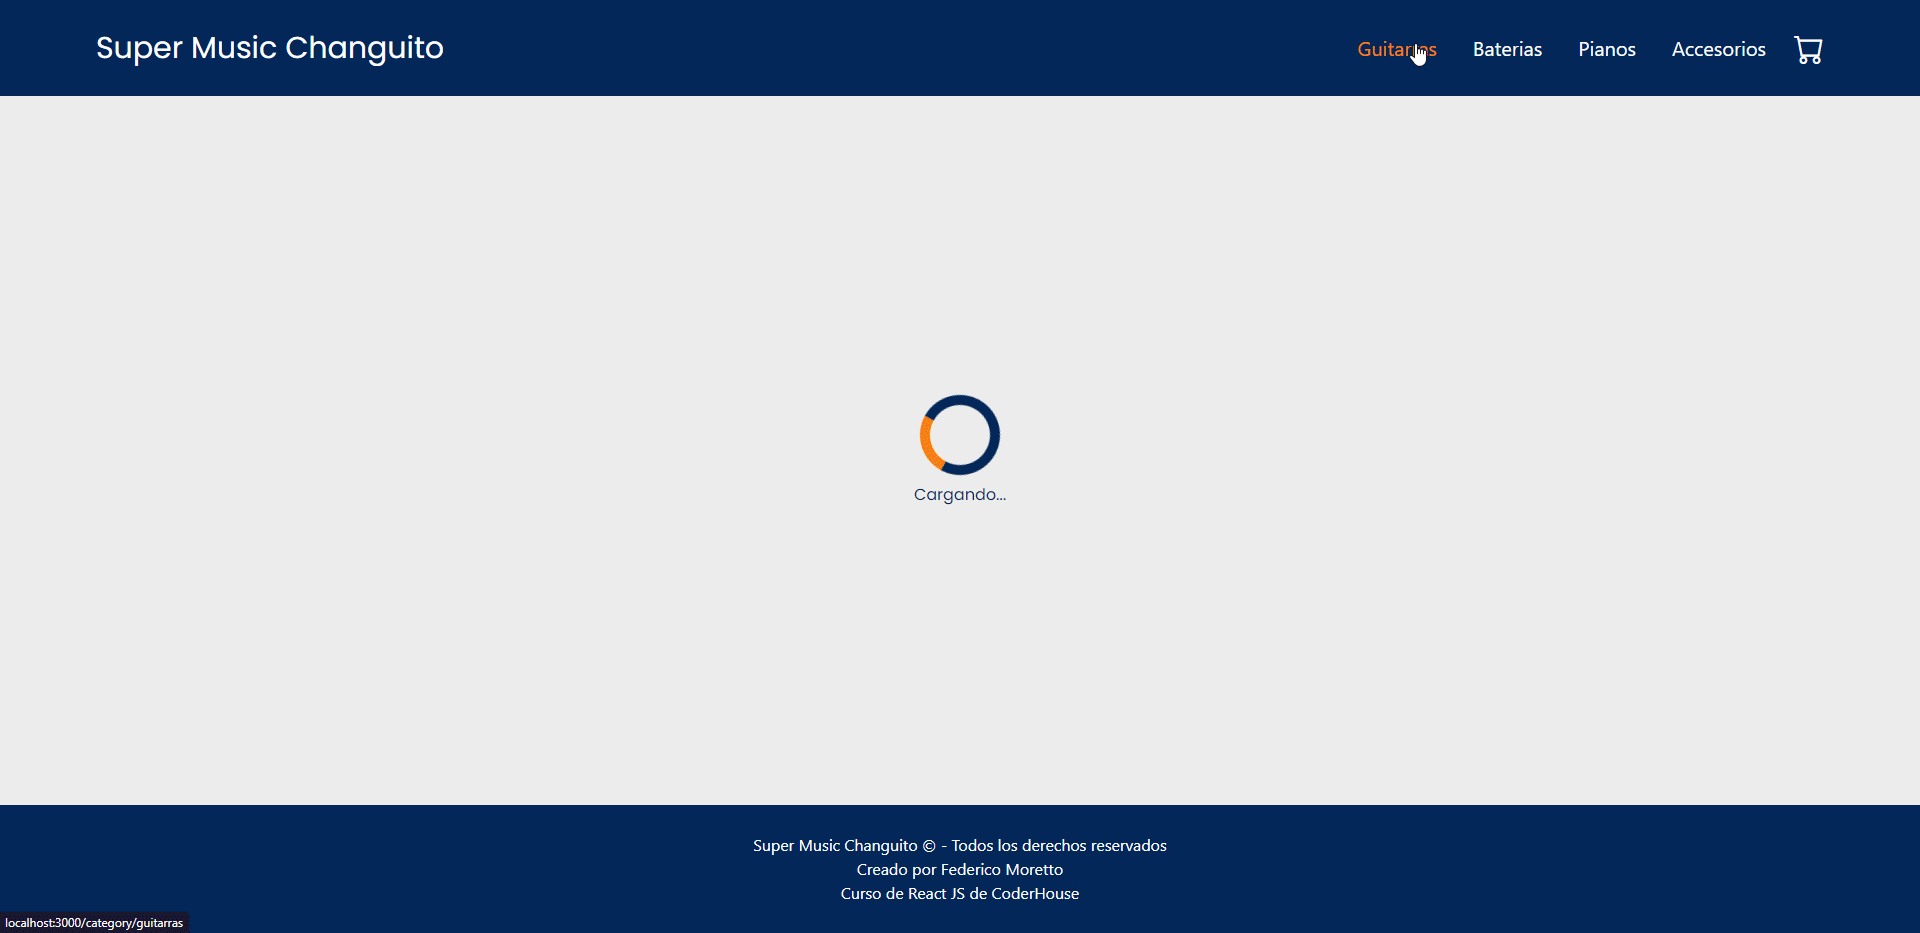 Super Music Changuito
Guitarras Baterias Pianos Accesorios
Cargando...
Super Music Changuito © - Todos los derechos reservados
Creado por Federico Moretto
Curso de React JS de CoderHouse
localhost:3000/category/guitarras